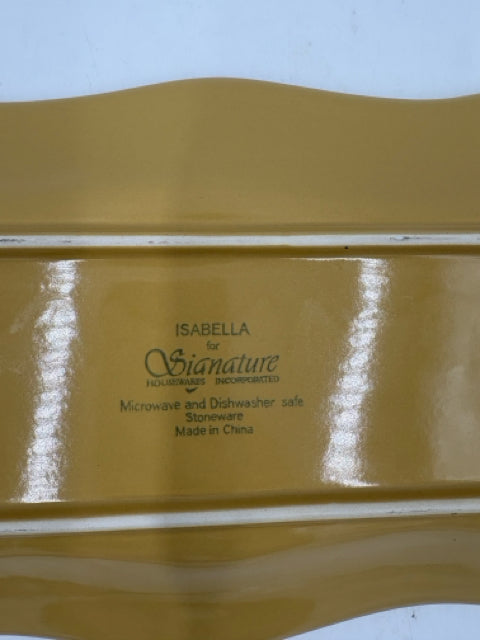 ISABELLA
for
Signature
HOUSEWARES INCORPORATED
Microwave and Dishwasher safe
Stoneware
Made in China